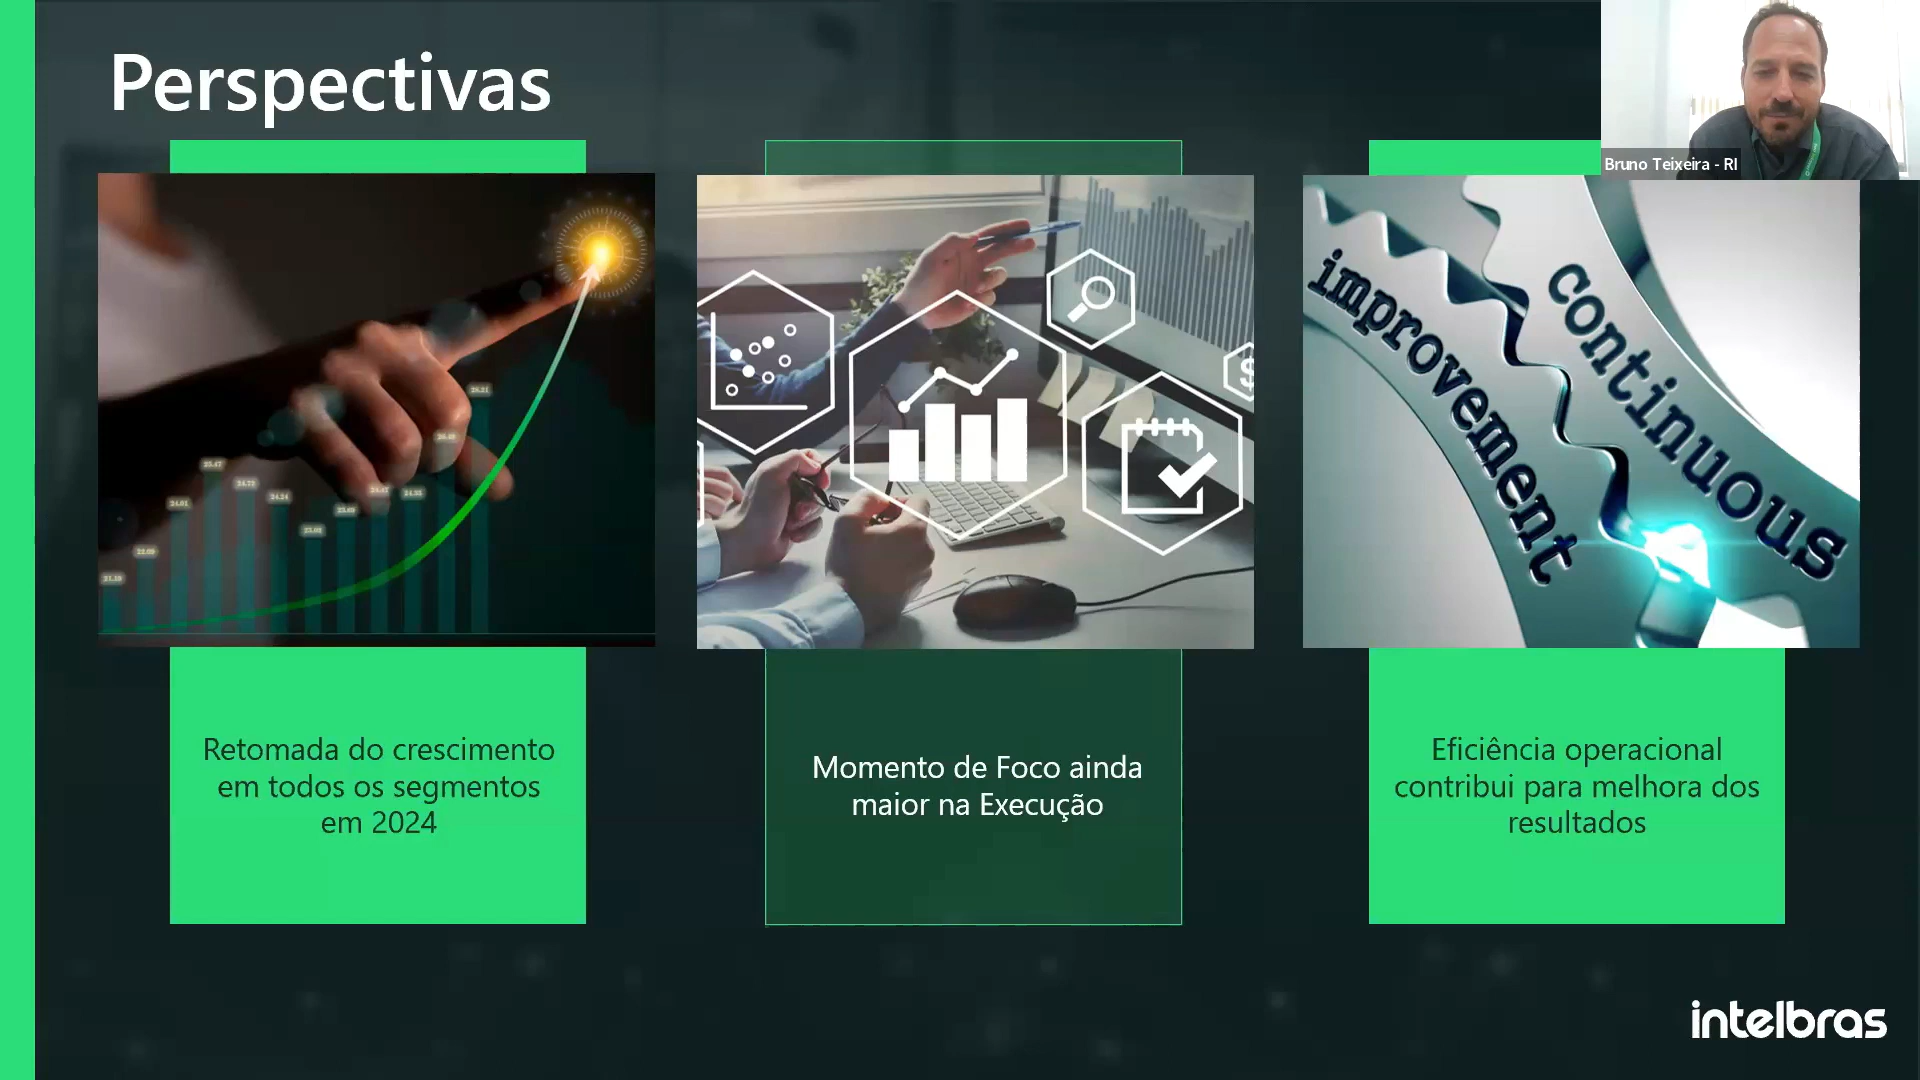 Perspectivas
Bruno Teixeira - RI
improvement
continuous
$
Retomada do crescimento
em todos os segmentos
em 2024
Momento de Foco ainda
maior na Execução
Eficiência operacional
contribui para melhora dos
resultados
intelbras